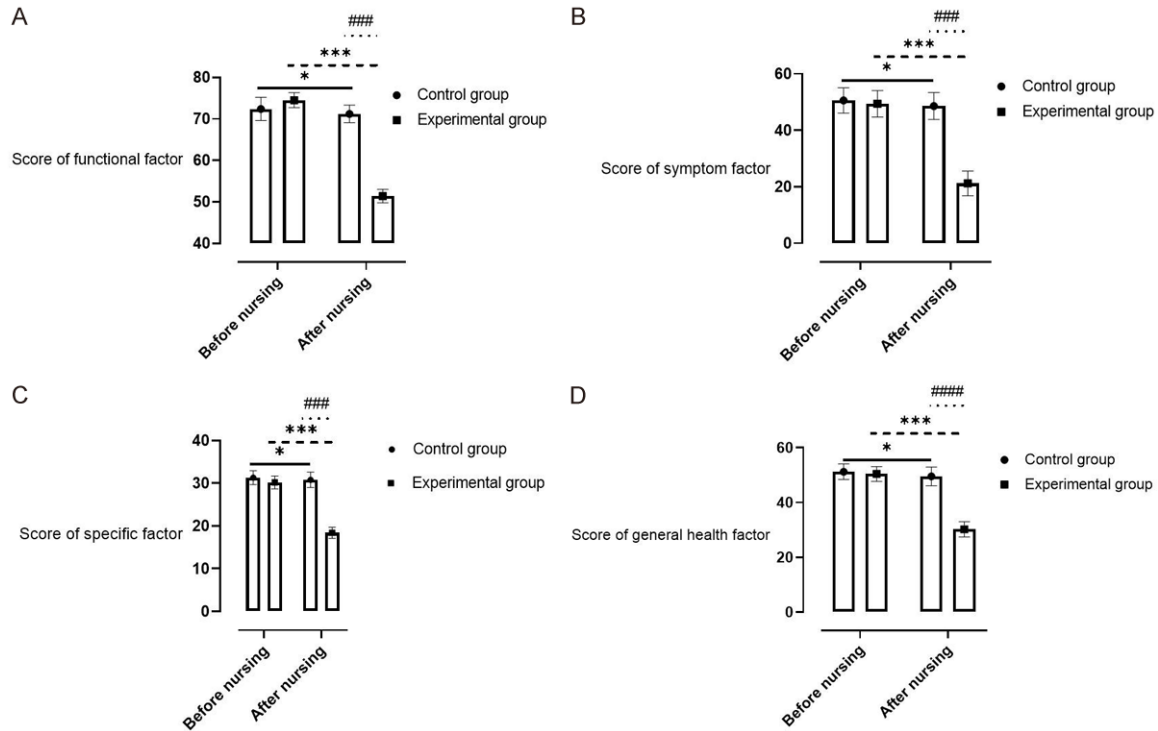 A
###
***
*
80
70
60
50
40
Score of functional factor
Control group
Experimental group
Before nursing
After nursing
B
###
***
*
60
40
20
0
Score of symptom factor
Control group
Experimental group
Before nursing
After nursing
C
###
***
*
40
30
20
10
0
Score of specific factor
Control group
Experimental group
Before nursing
After nursing
D
####
***
*
60
40
20
0
Score of general health factor
Control group
Experimental group
Before nursing
After nursing